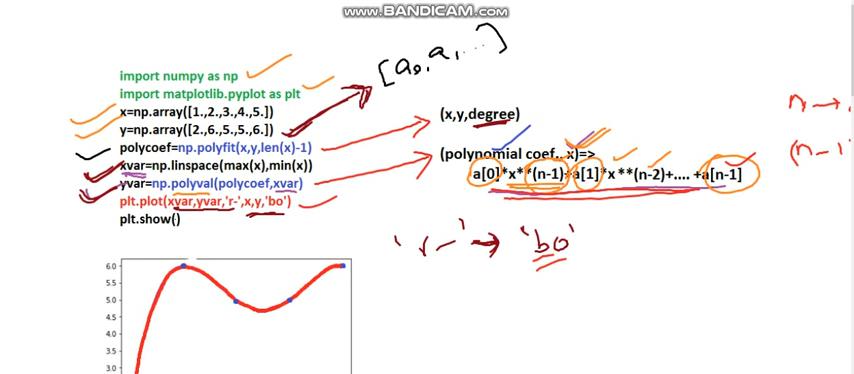 www.BANDICAM.com
[a₀, a, ...]
import numpy as np
import matplotlib.pyplot as plt
x=np.array([1.,2.,3.,4.,5.])
y=np.array([2.,6.,5.,5.,6.])
polycoef=np.polyfit(x,y,len(x)-1)
xvar=np.linspace(max(x),min(x))
yvar=np.polyval(polycoef,xvar)
plt.plot(xvar,yvar,'r-',x,y,'bo')
plt.show()
(x,y,degree)
(polynomial coef.. x)=>
a[0]*x**(n-1)+a[1]*x**(n-2)+.... +a[n-1]
n→
(n-1
'r-'→ 'bo'
6.0
5.5
5.0
4.5
4.0
3.5
3.0